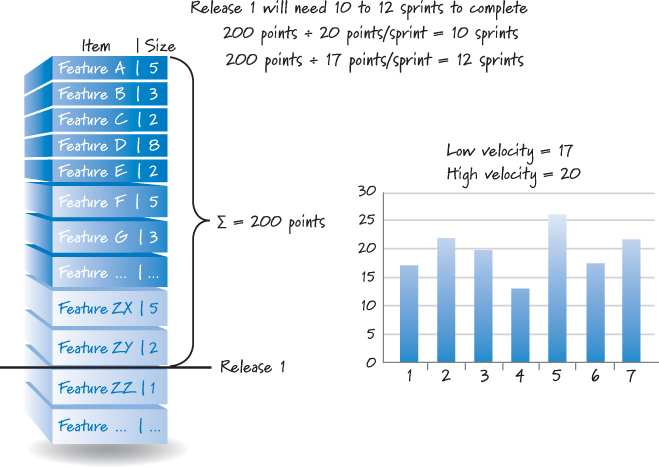 Release 1 will need 10 to 12 sprints to complete
200 points ÷ 20 points/sprint = 10 sprints
200 points ÷ 17 points/sprint = 12 sprints
Item | Size
Feature A | 5
Feature B | 3
Feature C | 2
Feature D | 8
Feature E | 2
Feature F | 5
Feature G | 3
Feature ... | ...
Feature ZX | 5
Feature ZY | 2
Feature ZZ | 1
Feature ... | ...
Σ = 200 points
Release 1
Low velocity = 17
High velocity = 20
30
25
20
15
10
5
0
1 2 3 4 5 6 7